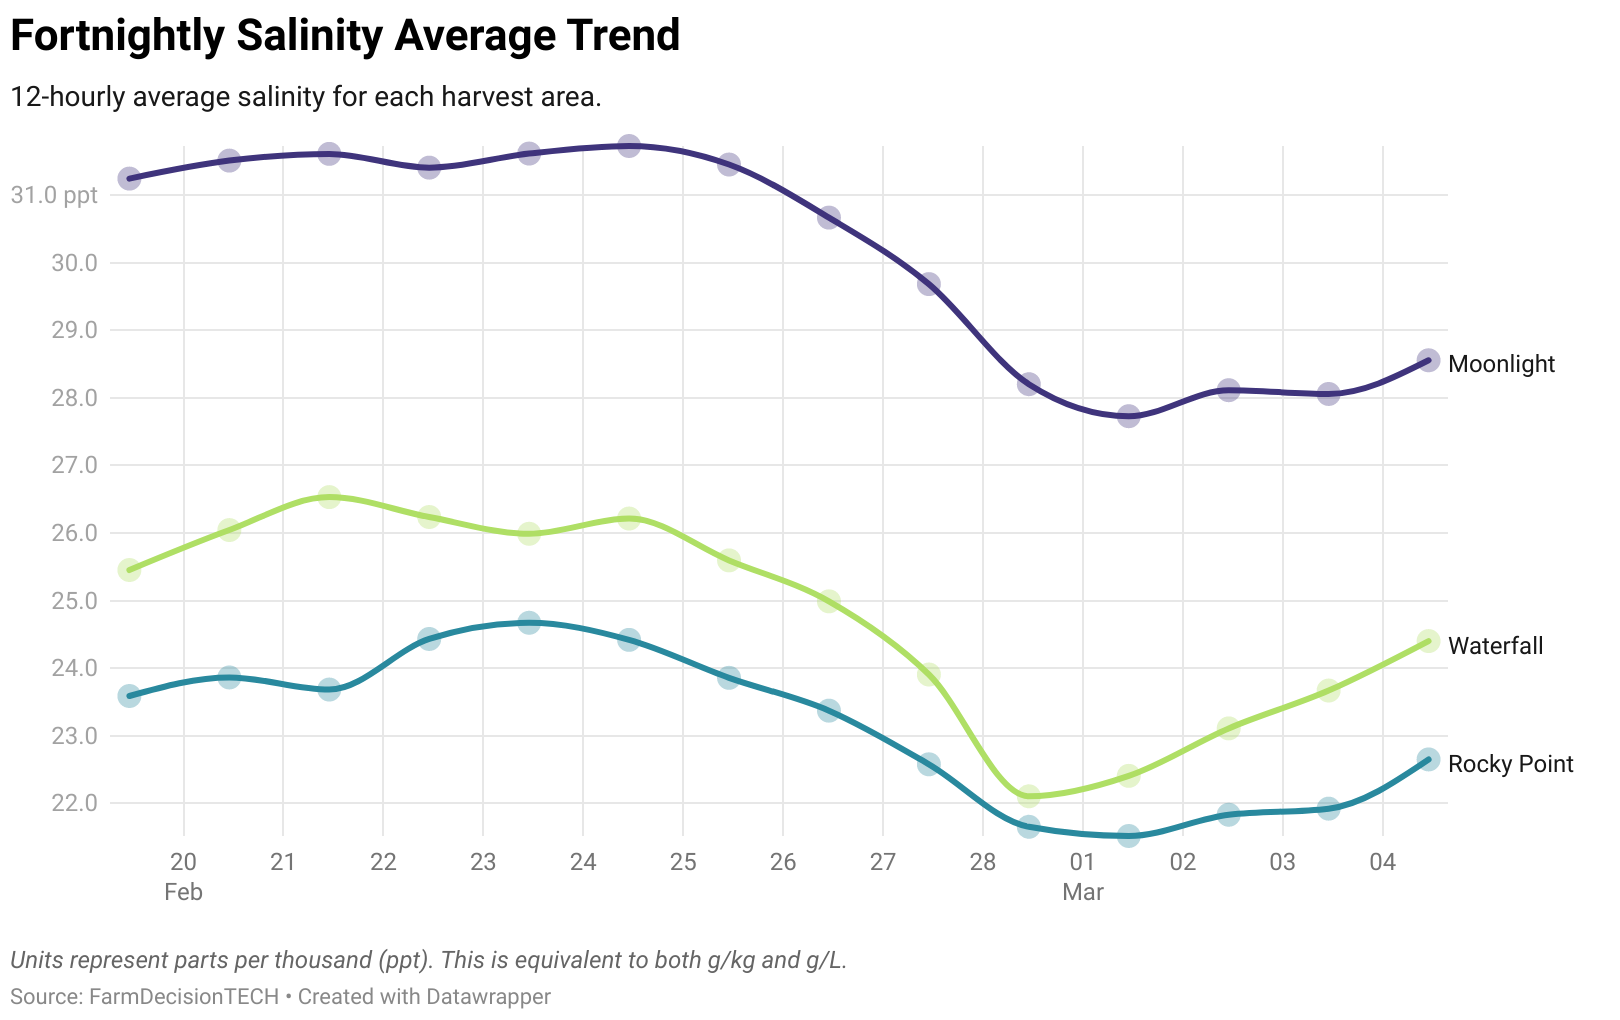 Fortnightly Salinity Average Trend
12-hourly average salinity for each harvest area.
31.0 ppt
30.0
29.0
28.0
27.0
26.0
25.0
24.0
23.0
22.0
Moonlight
Waterfall
Rocky Point
20 21 22 23 24 25 26 27 28 01 02 03 04
Feb Mar
Units represent parts per thousand (ppt). This is equivalent to both g/kg and g/L.
Source: FarmDecisionTECH • Created with Datawrapper